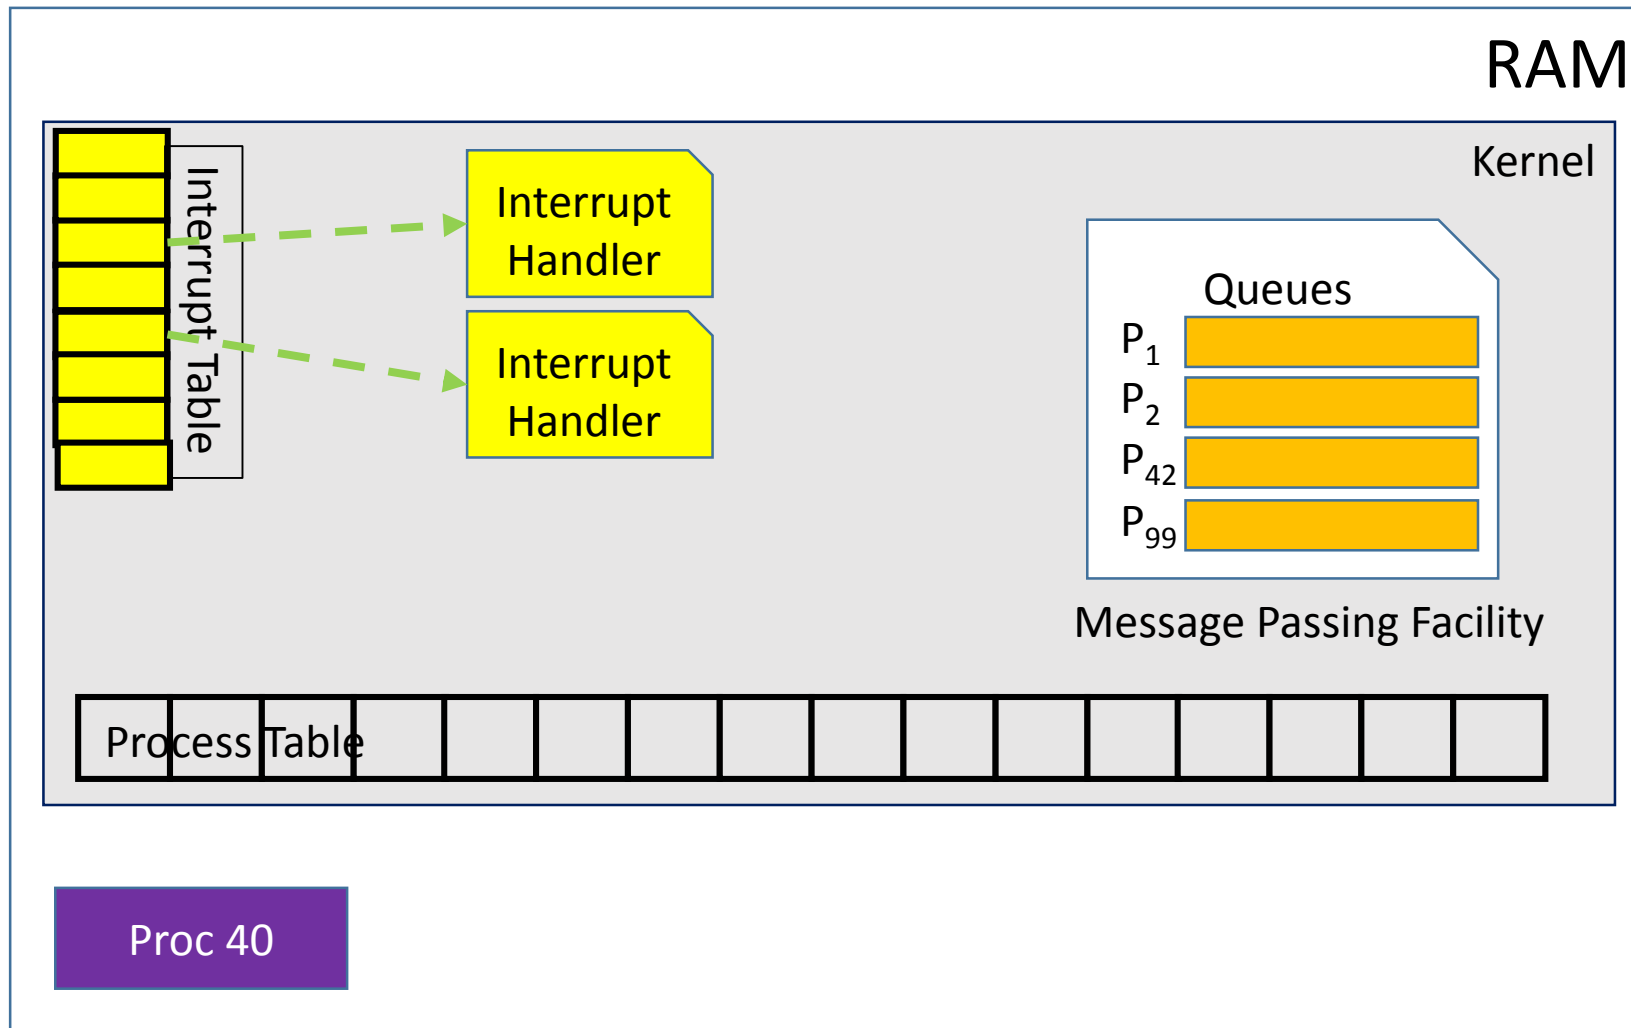 RAM
Kernel
Interrupt Table
Interrupt
Handler
Interrupt
Handler
Queues
P1
P2
P42
P99
Message Passing Facility
Process Table
Proc 40